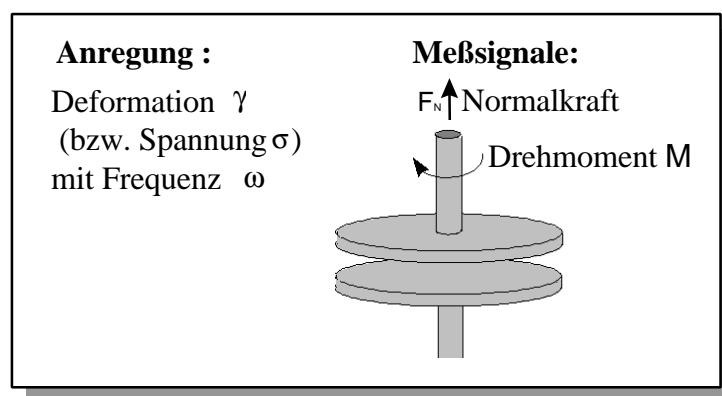 Anregung :
Deformation γ
(bzw. Spannung σ)
mit Frequenz ω
Meßsignale:
F_N Normalkraft
Drehmoment M